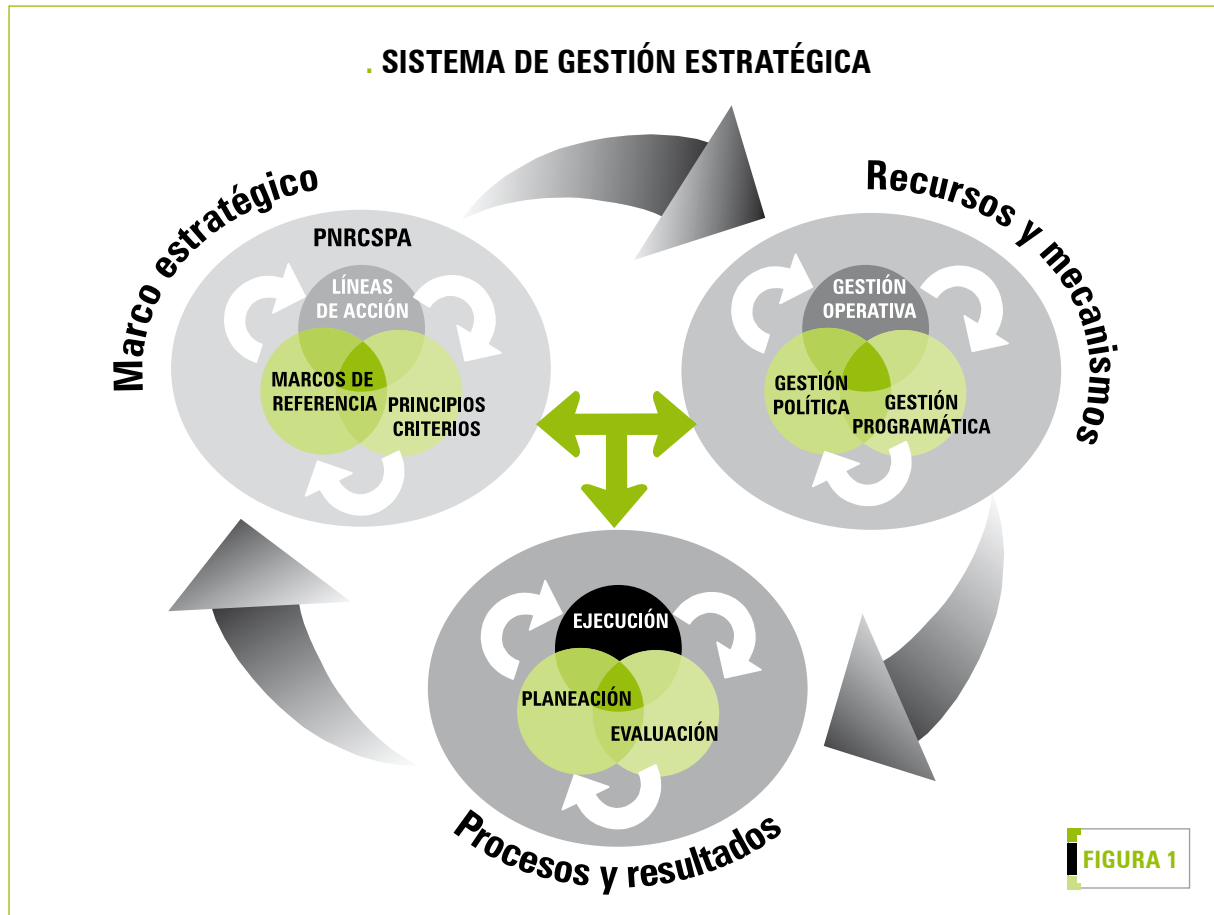 . SISTEMA DE GESTIÓN ESTRATÉGICA
Marco estratégico
PNRCSPA
LÍNEAS
DE ACCIÓN
MARCOS DE
REFERENCIA
PRINCIPIOS
CRITERIOS
Recursos y mecanismos
GESTIÓN
OPERATIVA
GESTIÓN
POLÍTICA
GESTIÓN
PROGRAMÁTICA
EJECUCIÓN
PLANEACIÓN
EVALUACIÓN
Procesos y resultados
FIGURA 1